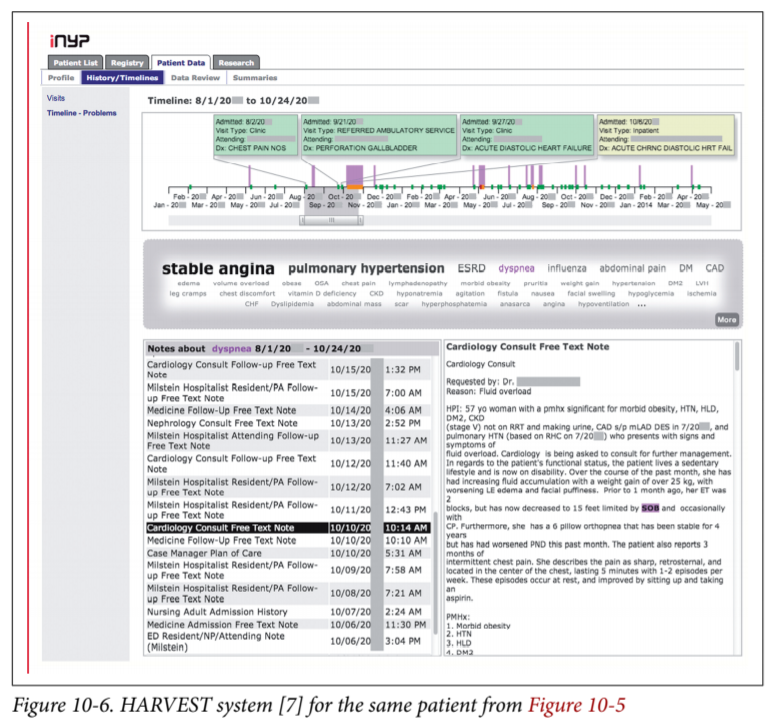 iNYP
Patient List Registry Patient Data Research
Profile History/Timelines Data Review Summaries
Visits
Timeline - Problems
Timeline: 8/1/20 to 10/24/20
Admitted: 8/2/20
Visit Type: Clinic
Attending
Dx: CHEST PAIN NOS
Admitted: 9/21/20
Visit Type: REFERRED AMBULATORY SERVICE
Attending:
Dx: PERFORATION GALLBLADDER
Admitted: 9/27/20
Visit Type: Clinic
Attending:
Dx: ACUTE DIASTOLIC HEART FAILURE
Admitted: 10/6/20
Visit Type: Inpatient
Attending:
Dx: ACUTE CHRNC DIASTOLIC HRT FAIL
Feb - 20 Apr - 20 Jun - 20 Aug - 20 Oct - 20 Dec - 20 Feb - 20 Apr - 20 Jun - 20 Aug - 20 Oct - 20 Dec - 20 Feb - 20 Apr - 20
Jan - 20 Mar - 20 May - 20 Jul - 20 Sep - 20 Nov - 20 Jan - 20 Mar - 20 May - 20 Jul - 20 Sep - 20 Nov - 20 Jan - 2014 Mar - 20 May - 20
stable angina pulmonary hypertension ESRD dyspnea influenza abdominal pain DM CAD
edema volume overload obese OSA chest pain lymphadenopathy morbid obesity pruritis weight gain hypertension DM2 LVH
leg cramps chest discomfort vitamin D deficiency CKD hyponatremia agitation fistula nausea facial swelling hypoglycemia ischemia
CHF Dyslipidemia abdominal mass scar hyperphosphatemia anasarca angina hypoventilation ...
More
Notes about dyspnea 8/1/20 - 10/24/20
Cardiology Consult Follow-up Free Text
Note 10/15/20 1:32 PM
Milstein Hospitalist Resident/PA Follow-
up Free Text Note 10/15/20 7:00 AM
Medicine Follow-Up Free Text Note 10/14/20 4:06 AM
Nephrology Consult Free Text Note 10/13/20 2:52 PM
Milstein Hospitalist Attending Follow-up
Free Text Note 10/13/20 11:27 AM
Cardiology Consult Follow-up Free Text
Note 10/12/20 11:40 AM
Milstein Hospitalist Resident/PA Follow-
up Free Text Note 10/12/20 7:02 AM
Milstein Hospitalist Resident/PA Follow-
up Free Text Note 10/11/20 12:43 PM
Cardiology Consult Free Text Note 10/10/20 10:14 AM
Medicine Follow-Up Free Text Note 10/10/20 10:10 AM
Case Manager Plan of Care 10/10/20 5:31 AM
Milstein Hospitalist Resident/PA Follow-
up Free Text Note 10/09/20 7:58 AM
Milstein Hospitalist Resident/PA Follow-
up Free Text Note 10/08/20 7:21 AM
Nursing Adult Admission History 10/07/20 2:24 AM
Medicine Admission Free Text Note 10/06/20 11:30 PM
ED Resident/NP/Attending Note
(Milstein) 10/06/20 3:04 PM
Cardiology Consult Free Text Note
Cardiology Consult
Requested by: Dr.
Reason: Fluid overload
HPI: 57 yo woman with a pmhx significant for morbid obesity, HTN, HLD,
DM2, CKD
(stage V) not on RRT and making urine, CAD s/p mLAD DES in 7/20 , and
pulmonary HTN (based on RHC on 7/20 ) who presents with signs and
symptoms of
fluid overload. Cardiology is being asked to consult for further management.
In regards to the patient's functional status, the patient lives a sedentary
lifestyle and is now on disability. Over the course of the past month, she has
had increasing fluid accumulation with a weight gain of over 25 kg, with
worsening LE edema and facial puffiness. Prior to 1 month ago, her ET was
2
blocks, but has now decreased to 15 feet limited by SOB and occasionally
with
CP. Furthermore, she has a 6 pillow orthopnea that has been stable for 4
years
but has had worsened PND this past month. The patient also reports 3
months of
intermittent chest pain. She describes the pain as sharp, retrosternal, and
located in the center of the chest, lasting 5 minutes with 1-2 episodes per
week. These episodes occur at rest, and improved by sitting up and taking
an
aspirin.
PMHx:
1. Morbid obesity
2. HTN
3. HLD
4. DM2
Figure 10-6. HARVEST system [7] for the same patient from Figure 10-5